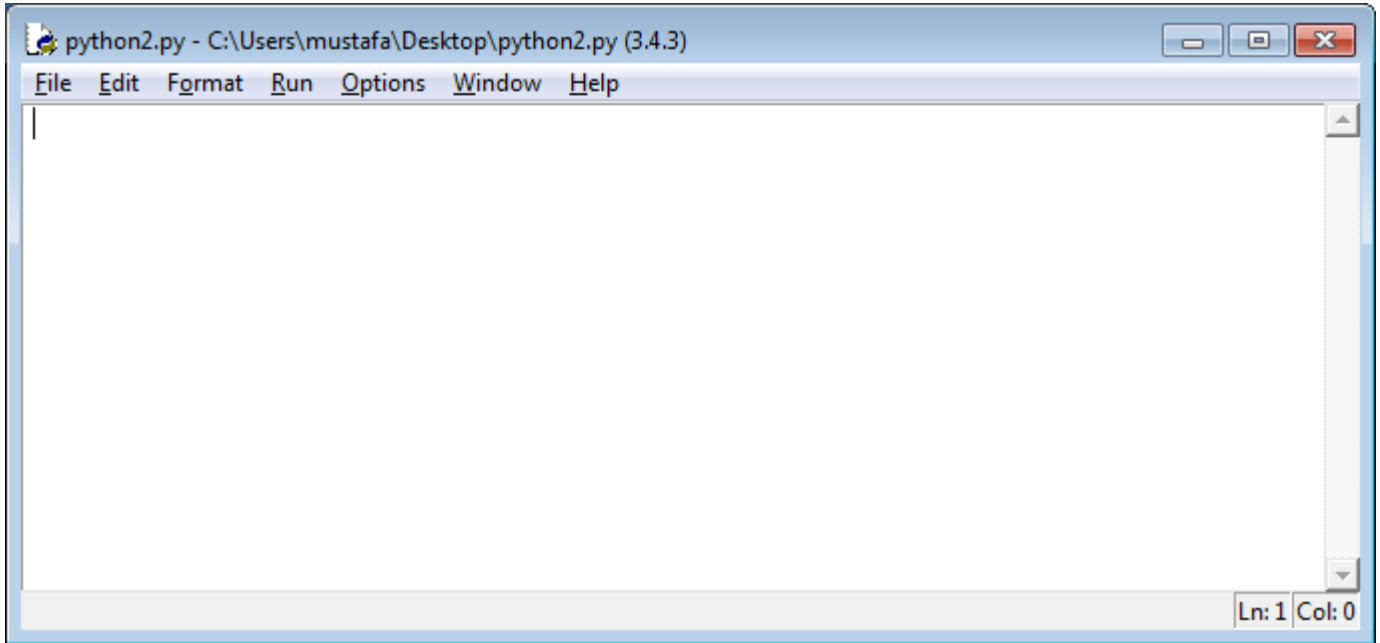 python2.py - C:\Users\mustafa\Desktop\python2.py (3.4.3)
File Edit Format Run Options Window Help
Ln: 1 Col: 0